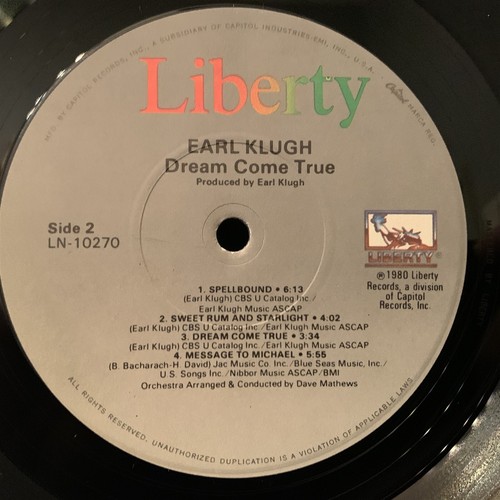 MFG. BY CAPITOL RECORDS, INC., A SUBSIDIARY OF CAPITOL INDUSTRIES-EMI, INC., U.S.A.
Capitol MARCA REG.
Liberty
EARL KLUGH
Dream Come True
Produced by Earl Klugh
Side 2
LN-10270
LIBERTY®
℗1980 Liberty
Records, a division
of Capitol
Records, Inc.
1. SPELLBOUND • 6:13
(Earl Klugh) CBS U Catalog Inc./
Earl Klugh Music ASCAP
2. SWEET RUM AND STARLIGHT • 4:02
(Earl Klugh) CBS U Catalog Inc./Earl Klugh Music ASCAP
3. DREAM COME TRUE • 3:34
(Earl Klugh) CBS U Catalog Inc./Earl Klugh Music ASCAP
4. MESSAGE TO MICHAEL • 5:55
(B. Bacharach-H. David) Jac Music Co. Inc./Blue Seas Music, Inc./
U.S. Songs Inc./Nibbor Music ASCAP/BMI
Orchestra Arranged & Conducted by Dave Mathews
ALL RIGHTS RESERVED. UNAUTHORIZED DUPLICATION IS A VIOLATION OF APPLICABLE LAWS